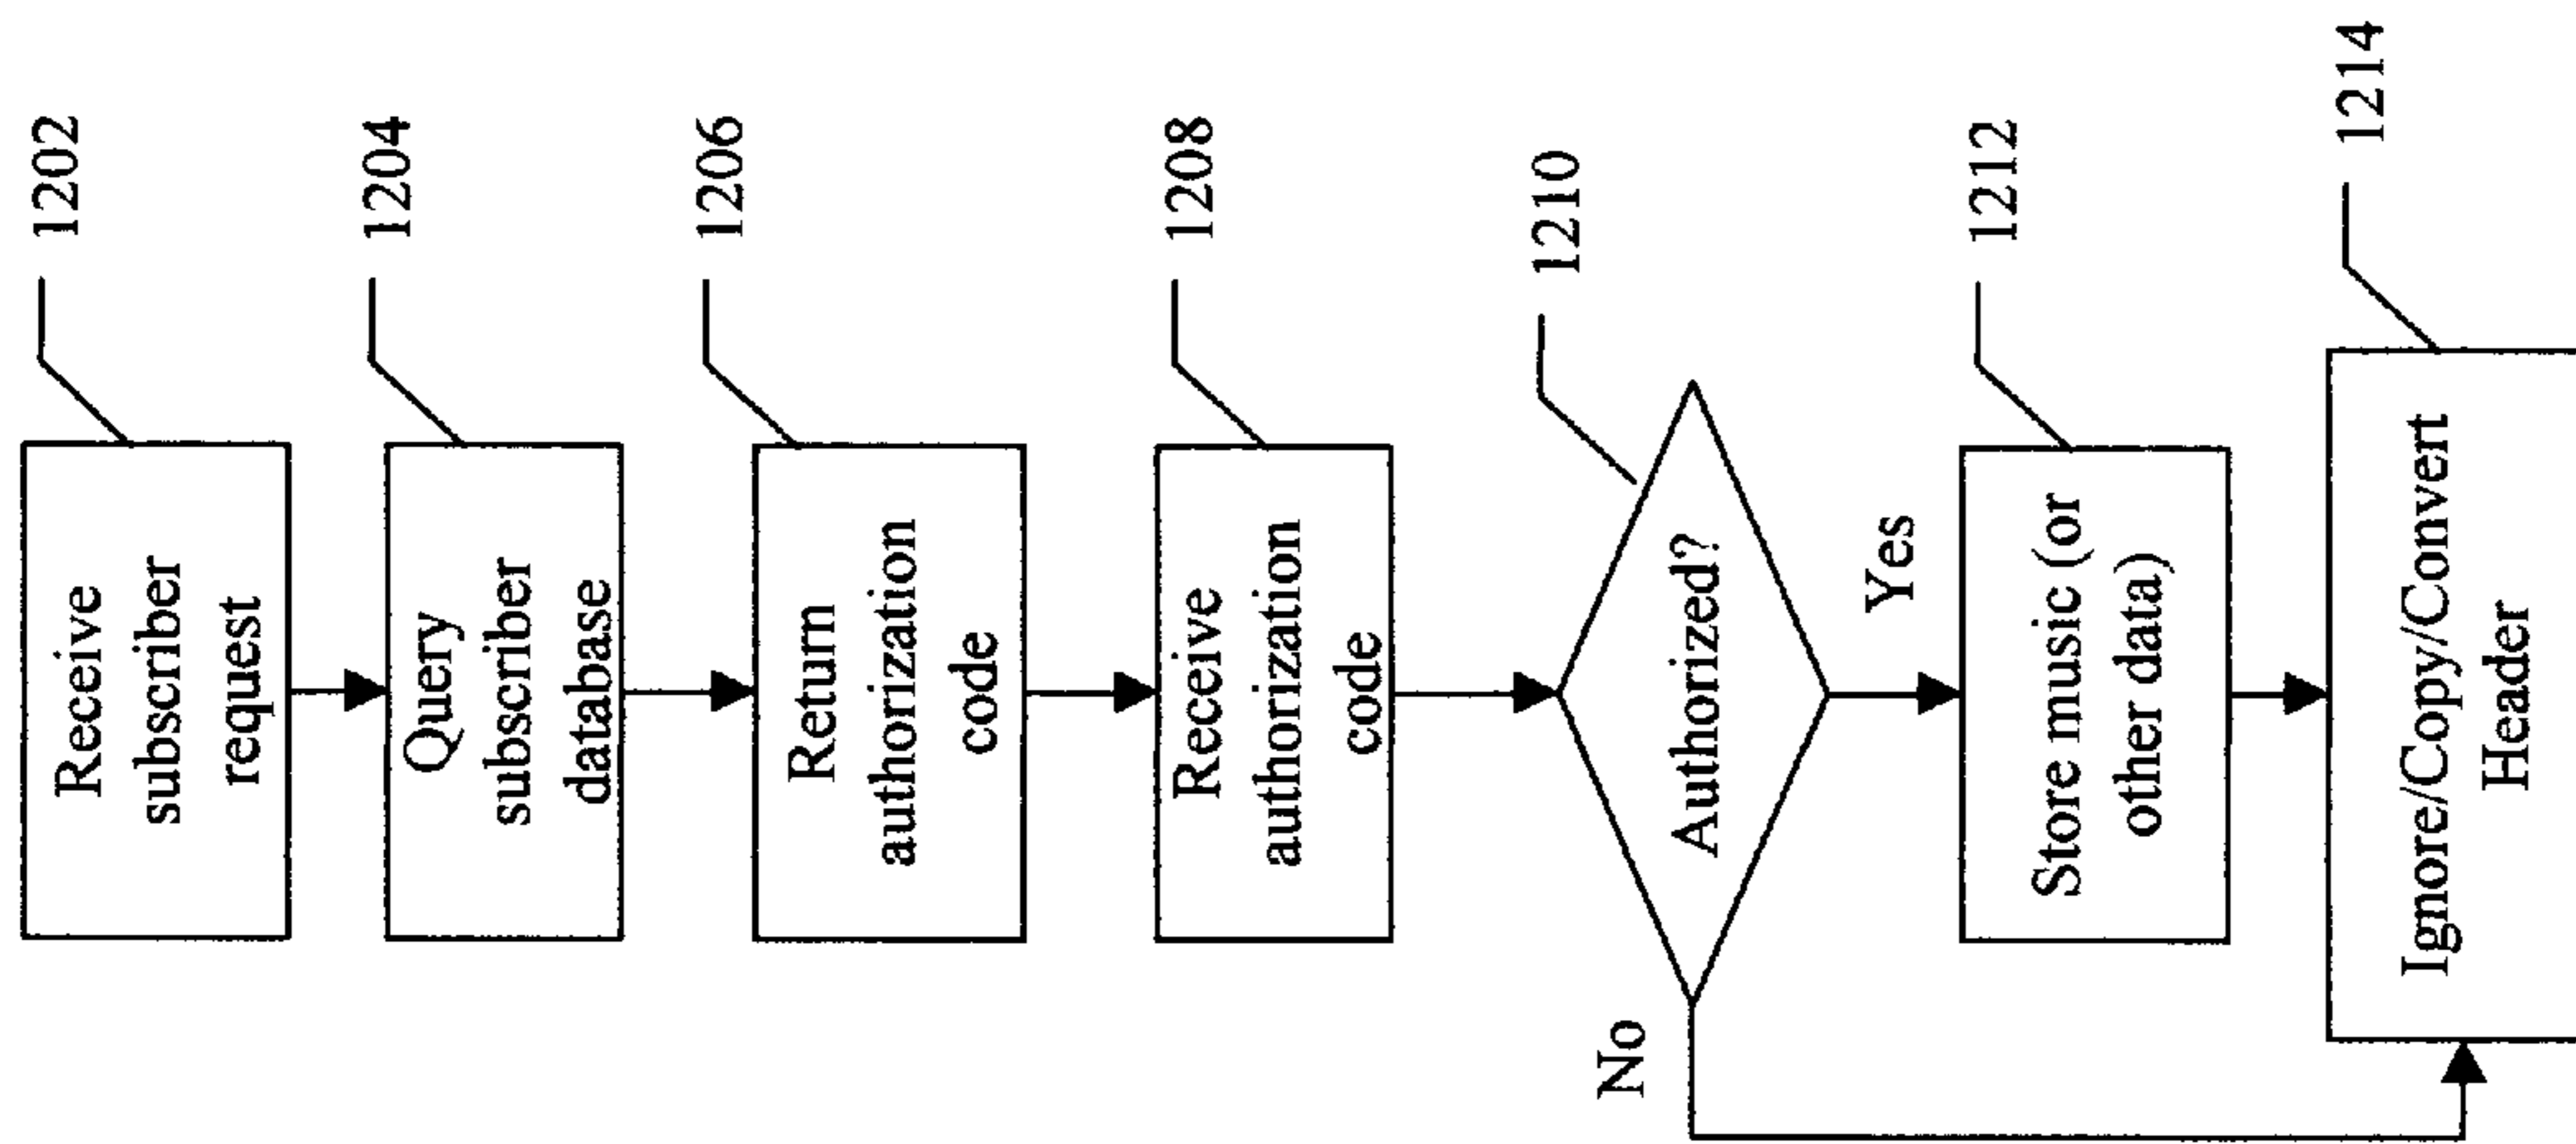 Receive
subscriber
request
1202
Query
subscriber
database
1204
Return
authorization
code
1206
Receive
authorization
code
1208
Authorized?
1210
No
Yes
Store music (or
other data)
1212
Ignore/Copy/Convert
Header
1214